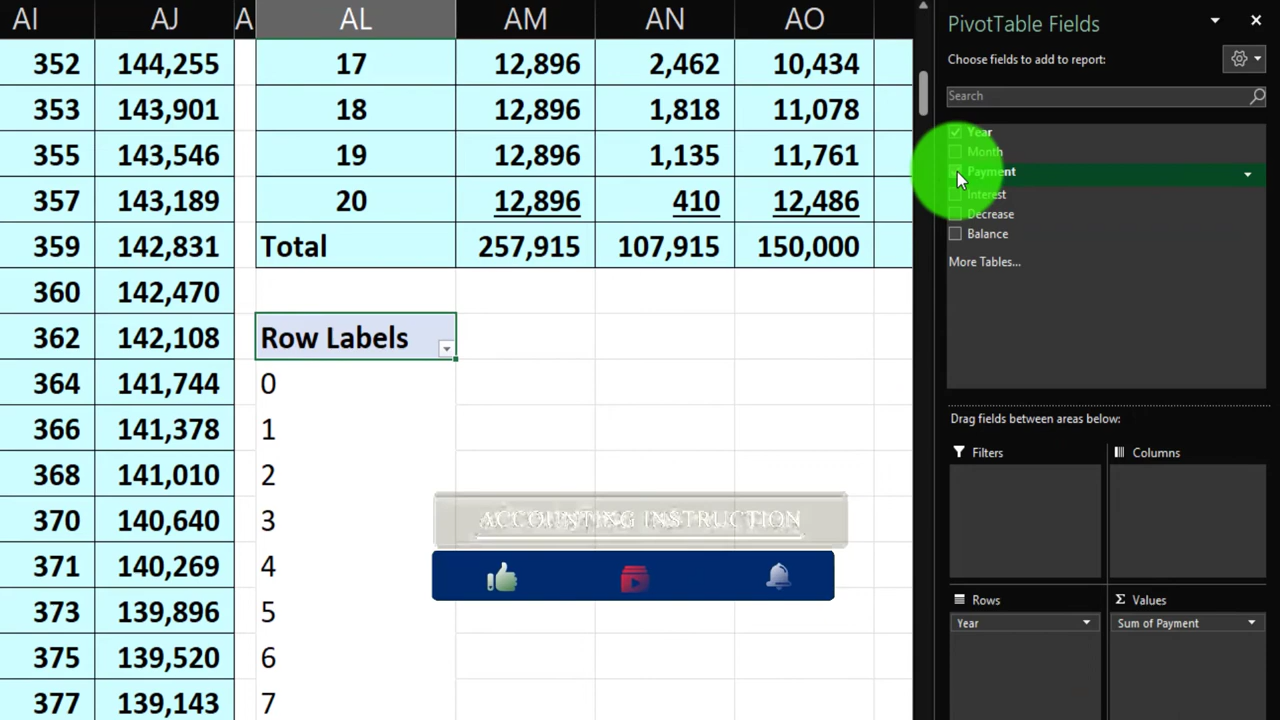 AI AJ A AL AM AN AO
352 144,255 17 12,896 2,462 10,434
353 143,901 18 12,896 1,818 11,078
355 143,546 19 12,896 1,135 11,761
357 143,189 20 12,896 410 12,486
359 142,831 Total 257,915 107,915 150,000
360 142,470
362 142,108 Row Labels
364 141,744 0
366 141,378 1
368 141,010 2
370 140,640 3
371 140,269 4
373 139,896 5
375 139,520 6
377 139,143 7
ACCOUNTING INSTRUCTION
PivotTable Fields
Choose fields to add to report:
Search
Year
Month
Payment
Interest
Decrease
Balance
More Tables...
Drag fields between areas below:
Filters
Columns
Rows
Year
Σ Values
Sum of Payment